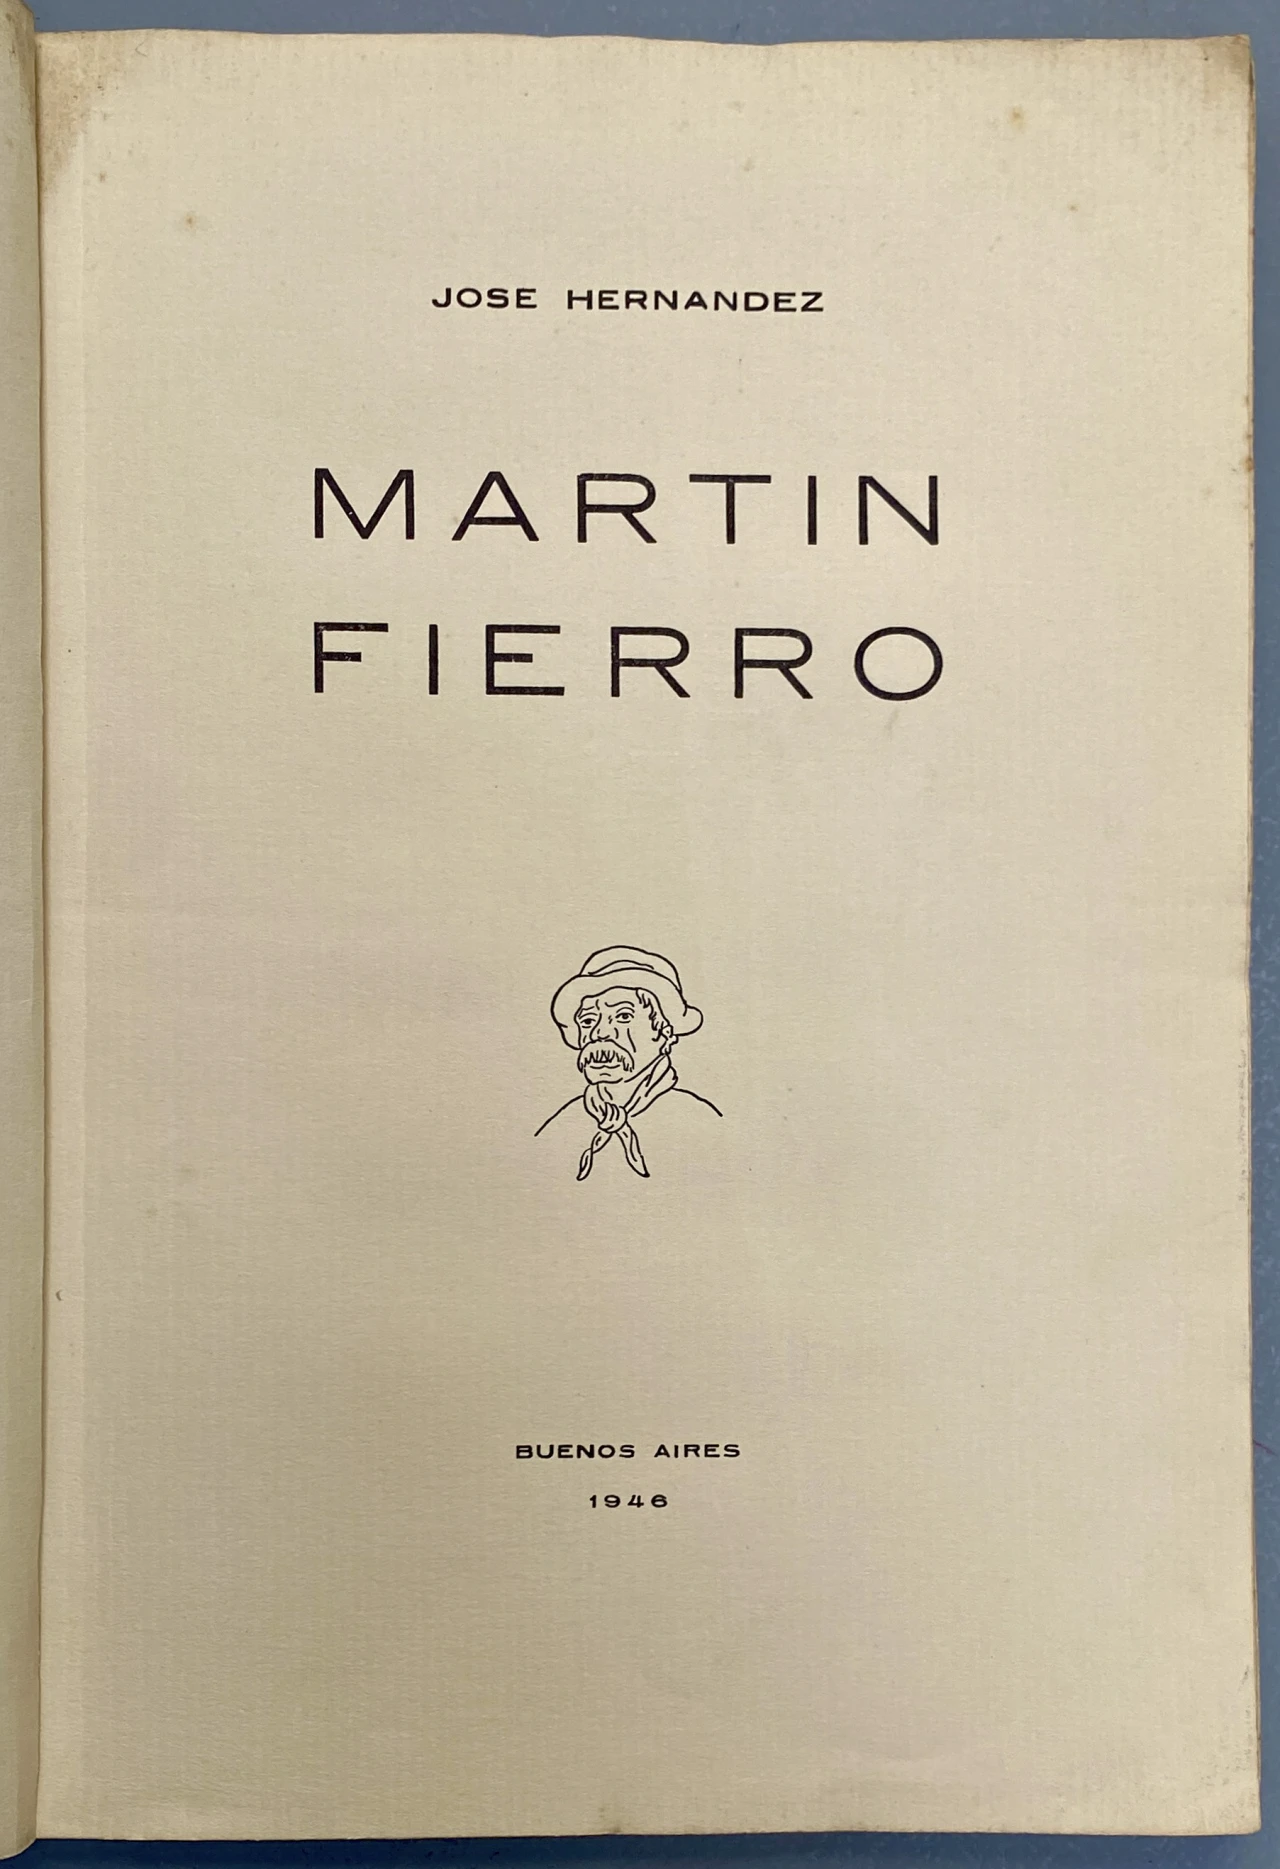 JOSE HERNANDEZ
MARTIN
FIERRO
BUENOS AIRES
1946